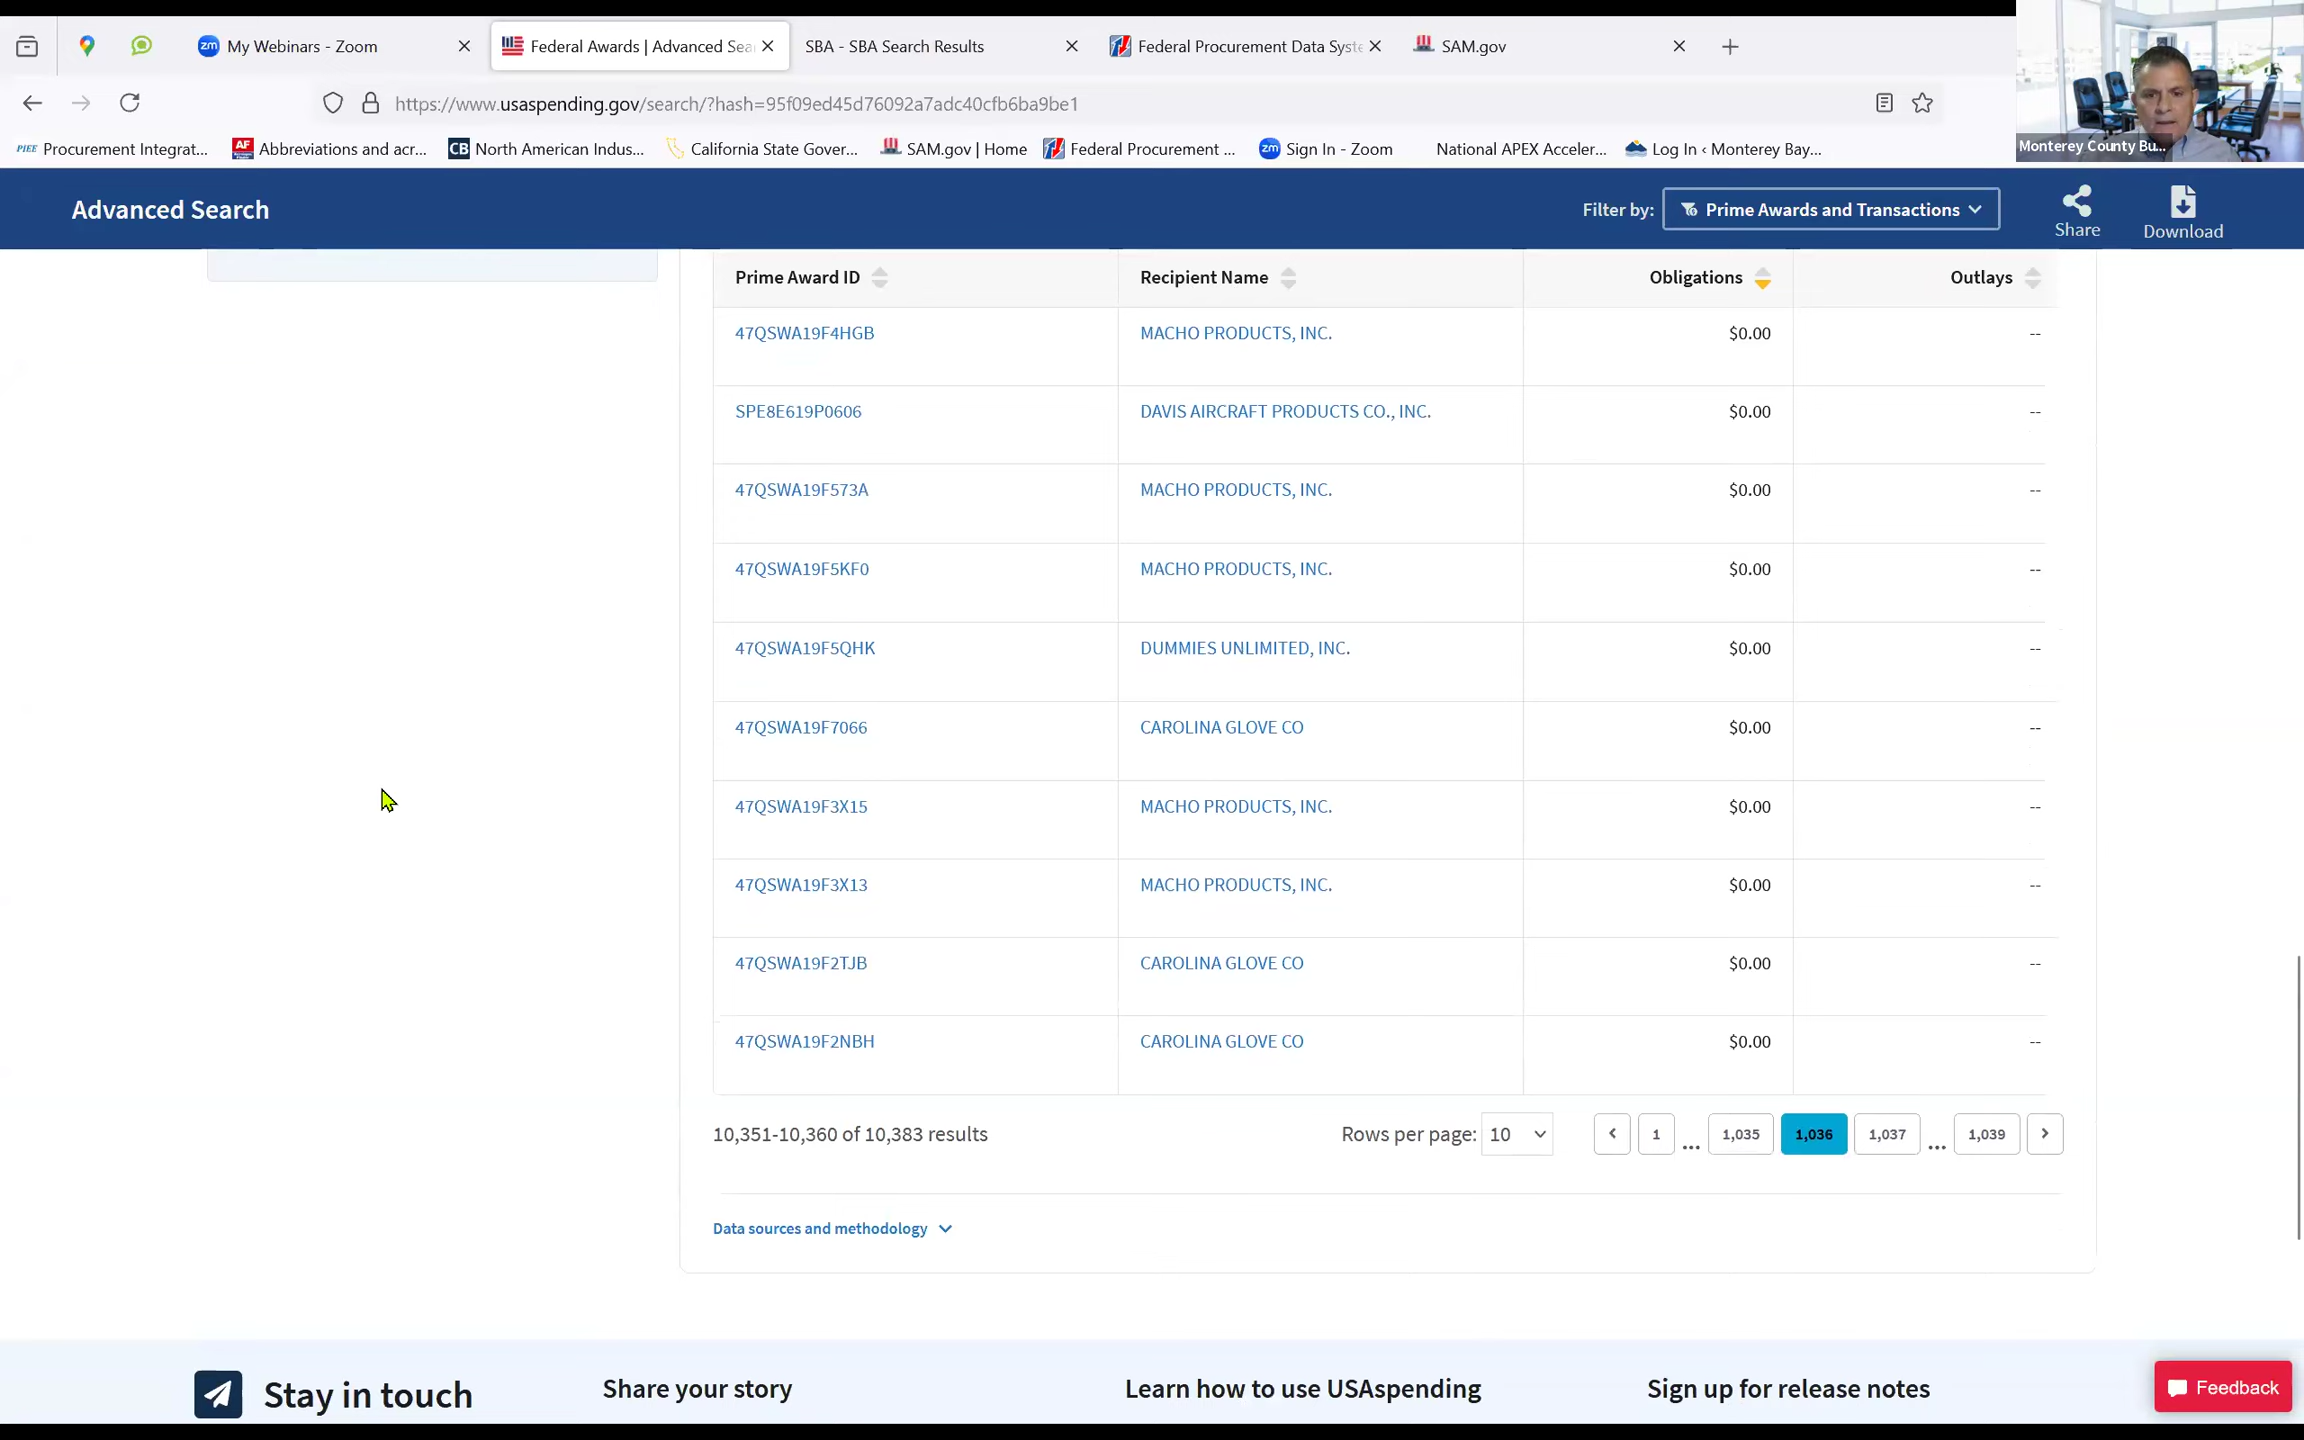 My Webinars - Zoom
Federal Awards | Advanced Sea
SBA - SBA Search Results
Federal Procurement Data Syst
SAM.gov
https://www.usaspending.gov/search/?hash=95f09ed45d76092a7adc40cfb6ba9be1
PIEE Procurement Integrat...
AF Abbreviations and acr...
CB North American Indus...
California State Gover...
SAM.gov | Home
Federal Procurement ...
zm Sign In - Zoom
National APEX Acceler...
Log In ‹ Monterey Bay...
Monterey County Bu...
Advanced Search
Filter by: Prime Awards and Transactions
Share
Download
Prime Award ID Recipient Name Obligations Outlays
47QSWA19F4HGB MACHO PRODUCTS, INC. $0.00 --
SPE8E619P0606 DAVIS AIRCRAFT PRODUCTS CO., INC. $0.00 --
47QSWA19F573A MACHO PRODUCTS, INC. $0.00 --
47QSWA19F5KF0 MACHO PRODUCTS, INC. $0.00 --
47QSWA19F5QHK DUMMIES UNLIMITED, INC. $0.00 --
47QSWA19F7066 CAROLINA GLOVE CO $0.00 --
47QSWA19F3X15 MACHO PRODUCTS, INC. $0.00 --
47QSWA19F3X13 MACHO PRODUCTS, INC. $0.00 --
47QSWA19F2TJB CAROLINA GLOVE CO $0.00 --
47QSWA19F2NBH CAROLINA GLOVE CO $0.00 --
10,351-10,360 of 10,383 results
Rows per page: 10
1 ... 1,035 1,036 1,037 ... 1,039
Data sources and methodology
Stay in touch
Share your story
Learn how to use USAspending
Sign up for release notes
Feedback